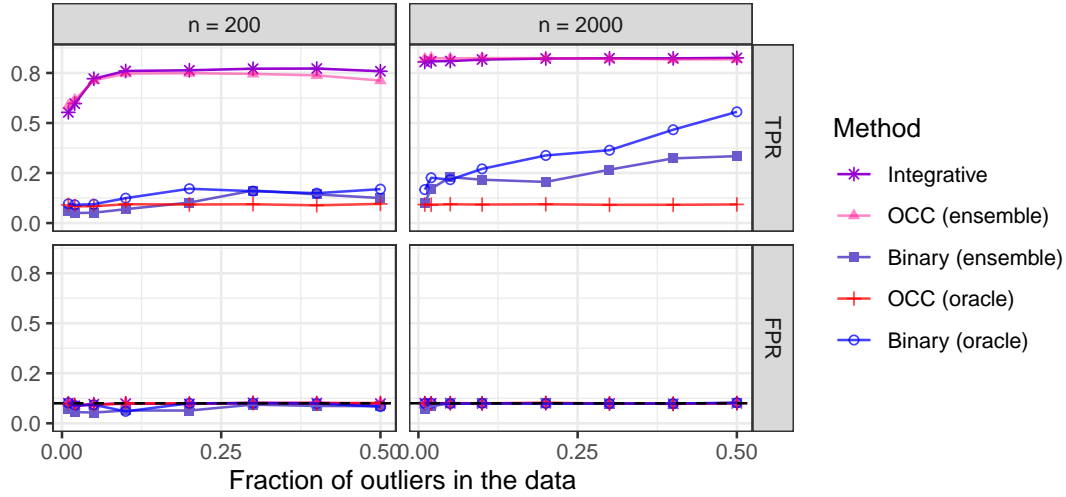 n = 200
n = 2000
0.8
0.5
0.2
0.0
TPR
0.8
0.5
0.2
0.0
FPR
0.00
0.25
0.50
0.00
0.25
0.50
Fraction of outliers in the data
Method
Integrative
OCC (ensemble)
Binary (ensemble)
OCC (oracle)
Binary (oracle)